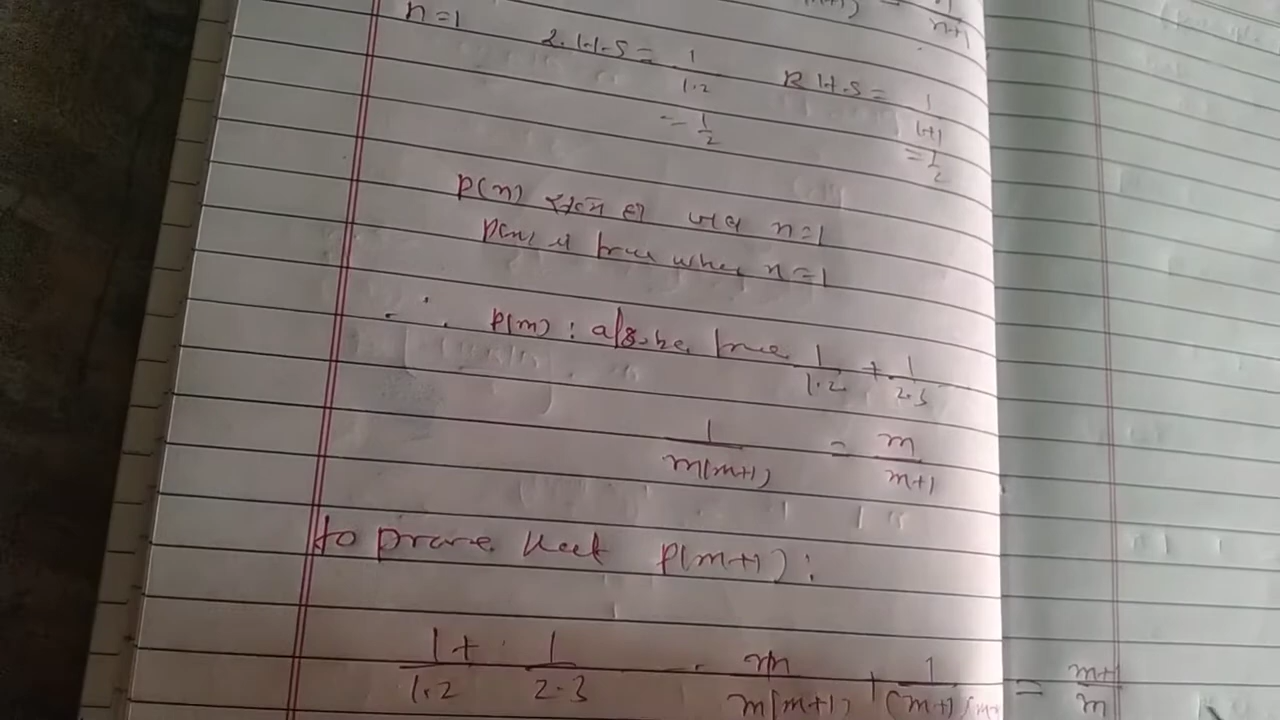 n=1
L.H.S = 1/1.2 R.H.S = 1/1+1
= 1/2 = 1/2
P(n) सत्य हो जब n=1
P(n) is true when n=1
∴ P(m) : also be true 1/1.2 + 1/2.3
1/m(m+1) = m/m+1
to prove that P(m+1) :
1/1.2 + 1/2.3 m/m(m+1) + 1/(m+1)(m+ = m+1/m